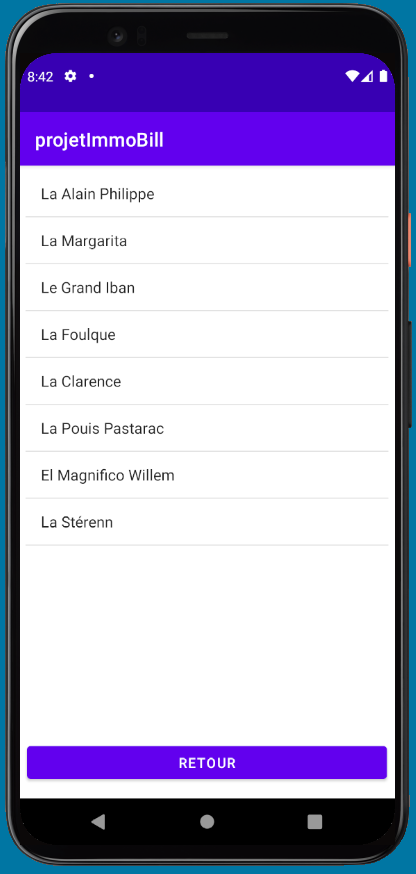 8:42
projetImmoBill
La Alain Philippe
La Margarita
Le Grand Iban
La Foulque
La Clarence
La Pouis Pastarac
El Magnifico Willem
La Stérenn
RETOUR